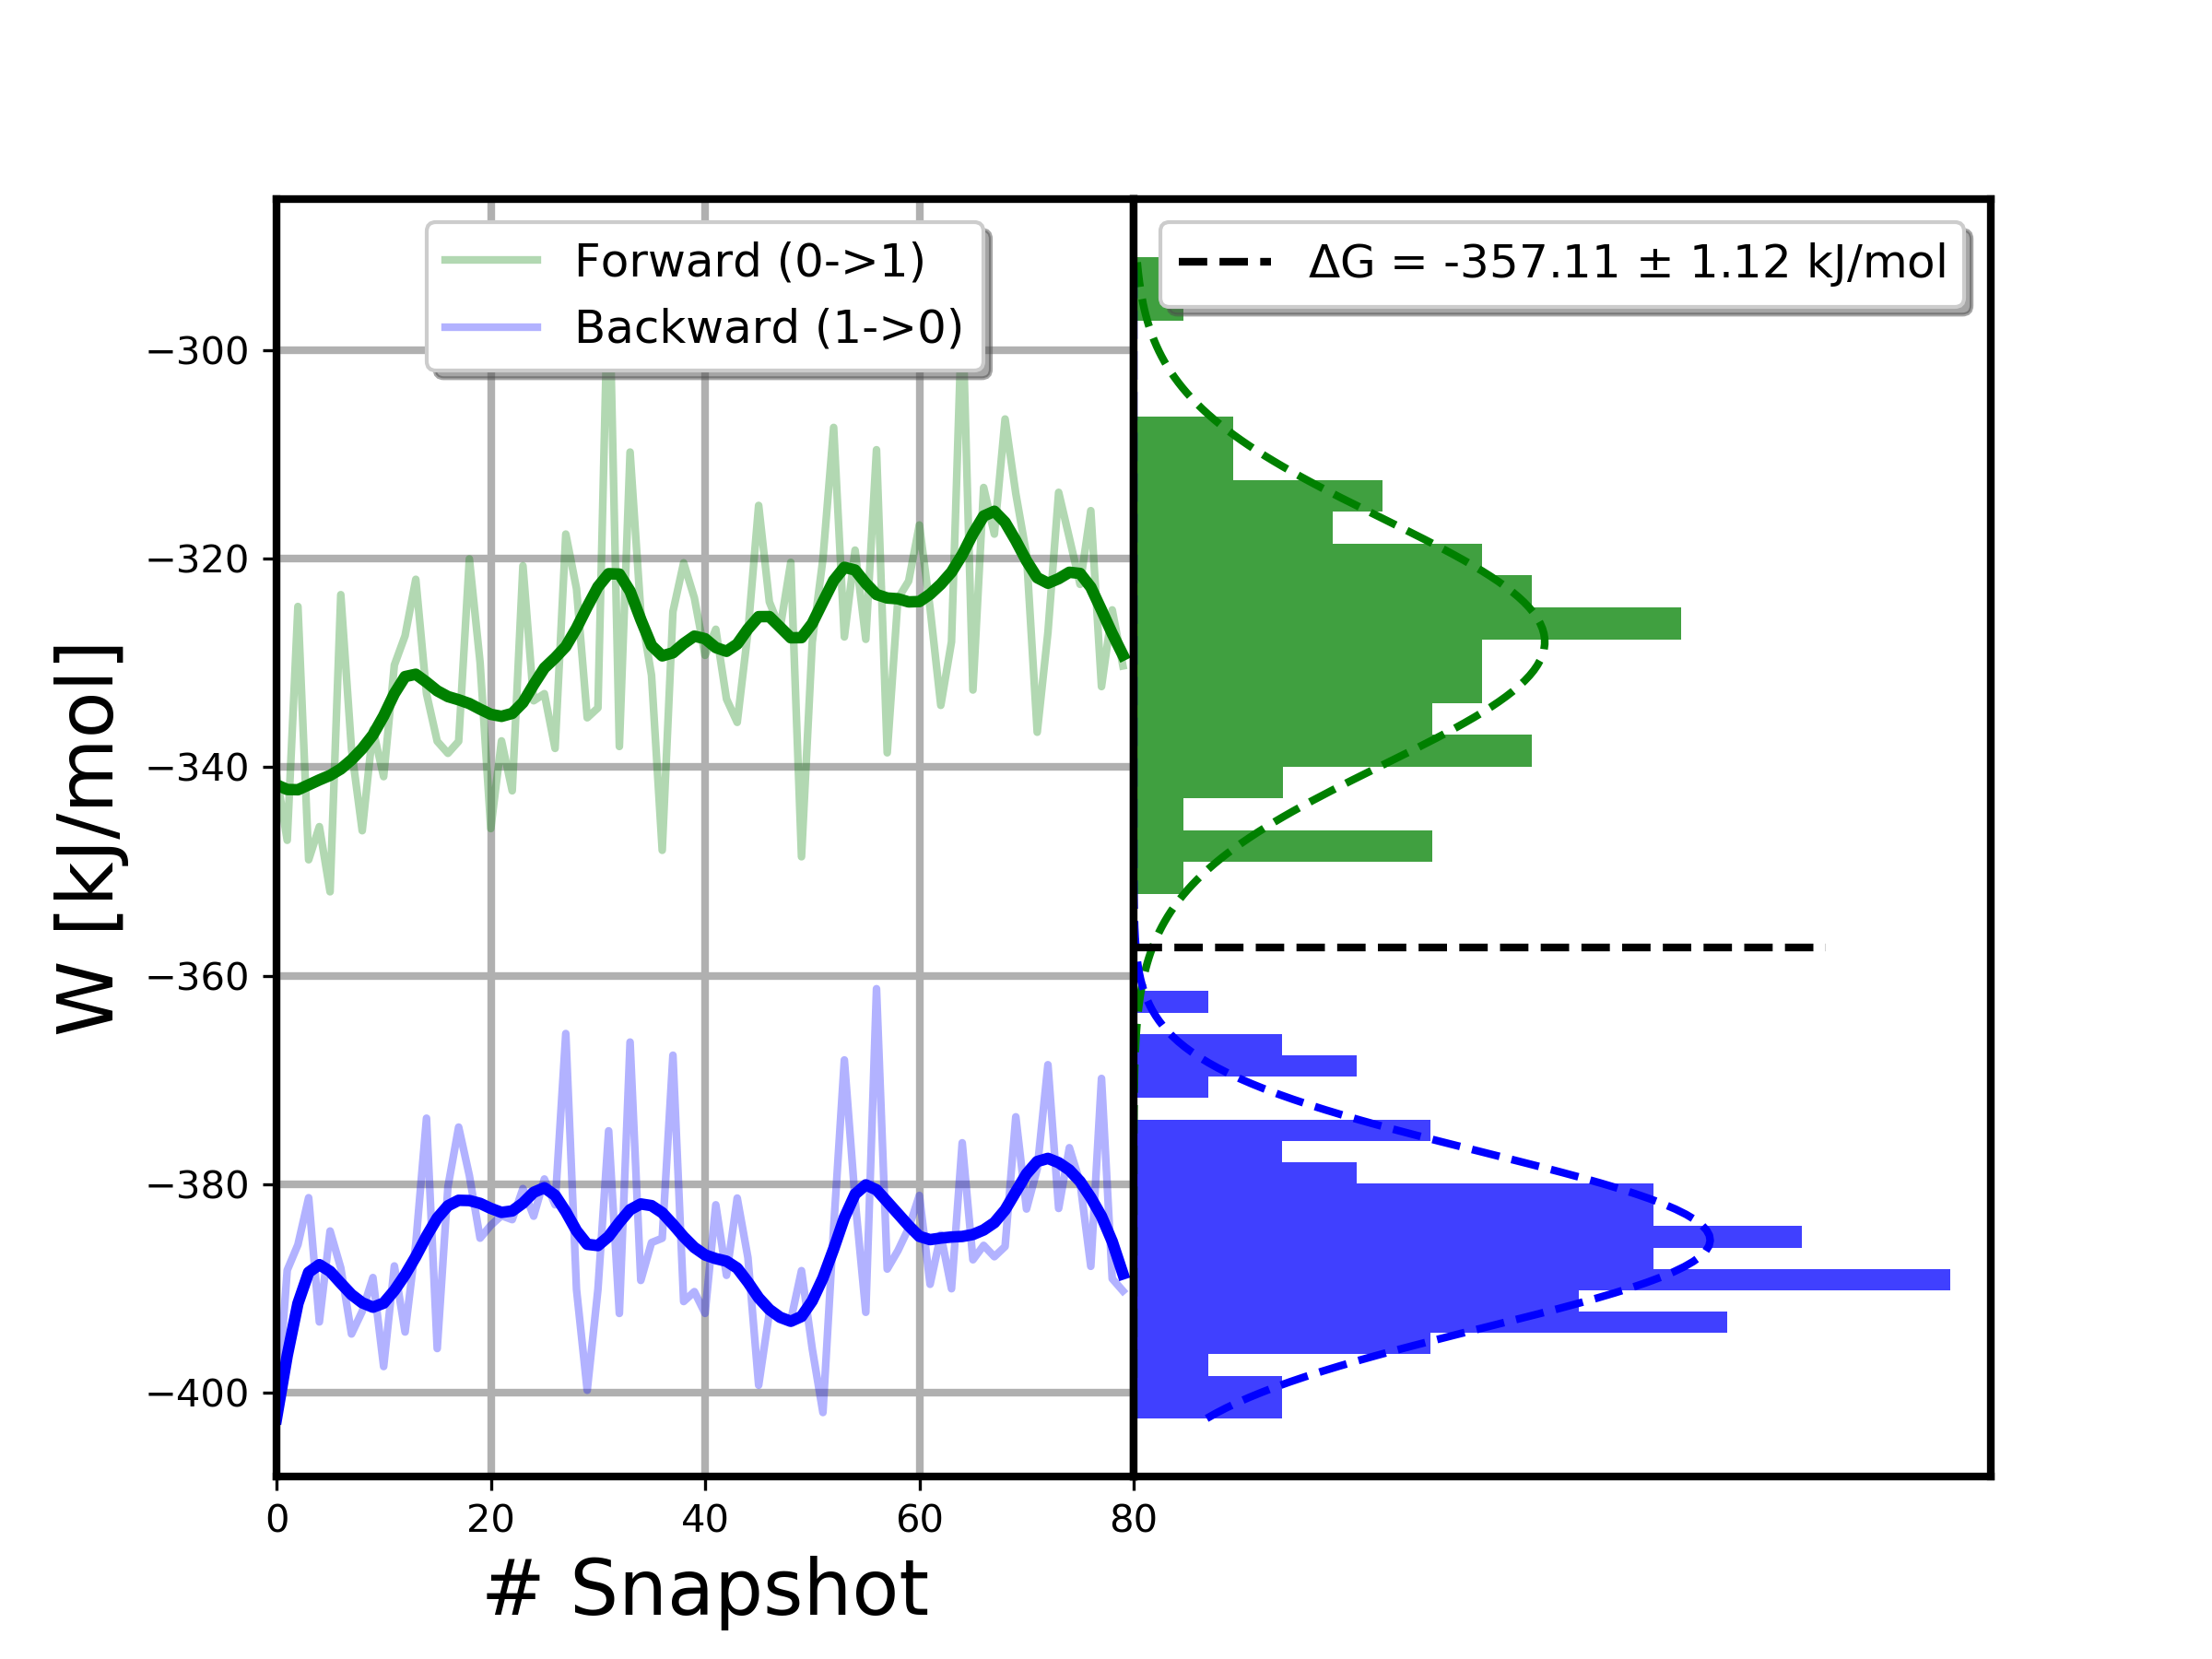 Forward (0->1)
Backward (1->0)
ΔG = -357.11 ± 1.12 kJ/mol
W [kJ/mol]
−300
−320
−340
−360
−380
−400
0 20 40 60 80
# Snapshot